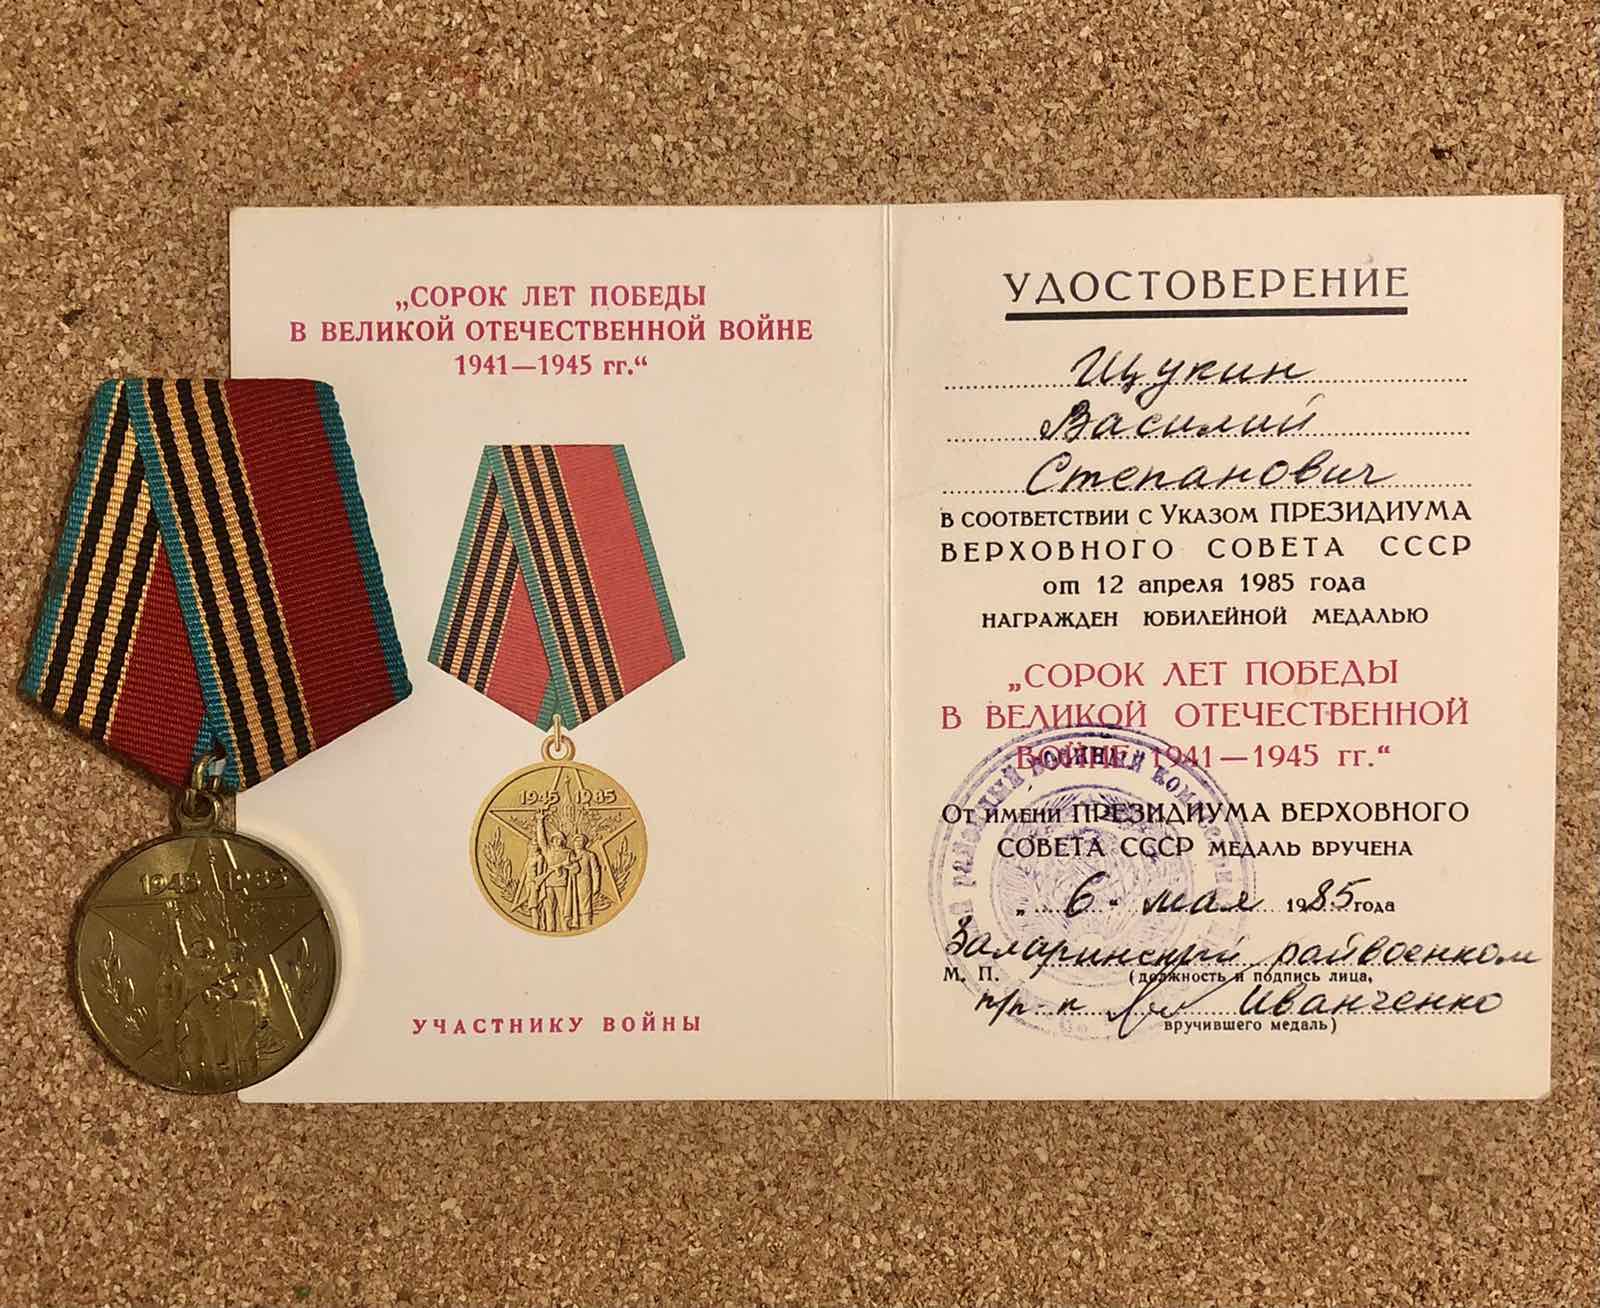 „СОРОК ЛЕТ ПОБЕДЫ
В ВЕЛИКОЙ ОТЕЧЕСТВЕННОЙ ВОЙНЕ
1941—1945 гг.“
1945 1985
1945 1985
УЧАСТНИКУ ВОЙНЫ
УДОСТОВЕРЕНИЕ
Щукин
Василий
Степанович
В СООТВЕТСТВИИ С УКАЗОМ ПРЕЗИДИУМА
ВЕРХОВНОГО СОВЕТА СССР
от 12 апреля 1985 года
НАГРАЖДЕН ЮБИЛЕЙНОЙ МЕДАЛЬЮ
„СОРОК ЛЕТ ПОБЕДЫ
В ВЕЛИКОЙ ОТЕЧЕСТВЕННОЙ
ВОЙНЕ 1941—1945 гг.“
ОТ ИМЕНИ ПРЕЗИДИУМА ВЕРХОВНОГО
СОВЕТА СССР МЕДАЛЬ ВРУЧЕНА
„ 6 " мая 1985 года
Заларинский райвоенком
М. П. (должность и подпись лица,
п/п-к Иванченко
вручившего медаль)